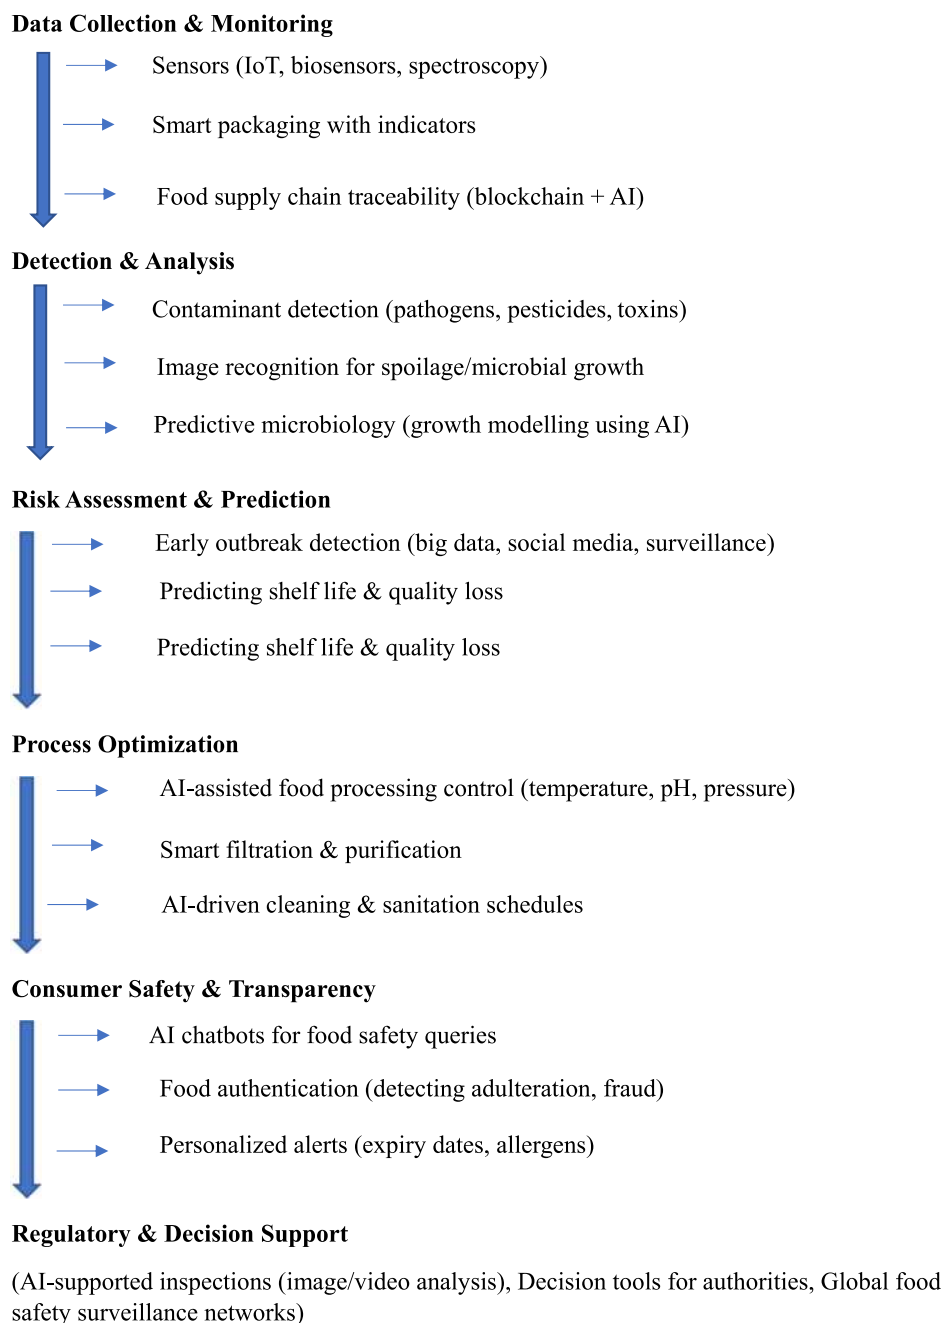 Data Collection & Monitoring
Sensors (IoT, biosensors, spectroscopy)
Smart packaging with indicators
Food supply chain traceability (blockchain + AI)
Detection & Analysis
Contaminant detection (pathogens, pesticides, toxins)
Image recognition for spoilage/microbial growth
Predictive microbiology (growth modelling using AI)
Risk Assessment & Prediction
Early outbreak detection (big data, social media, surveillance)
Predicting shelf life & quality loss
Predicting shelf life & quality loss
Process Optimization
AI-assisted food processing control (temperature, pH, pressure)
Smart filtration & purification
AI-driven cleaning & sanitation schedules
Consumer Safety & Transparency
AI chatbots for food safety queries
Food authentication (detecting adulteration, fraud)
Personalized alerts (expiry dates, allergens)
Regulatory & Decision Support
(AI-supported inspections (image/video analysis), Decision tools for authorities, Global food
safety surveillance networks)